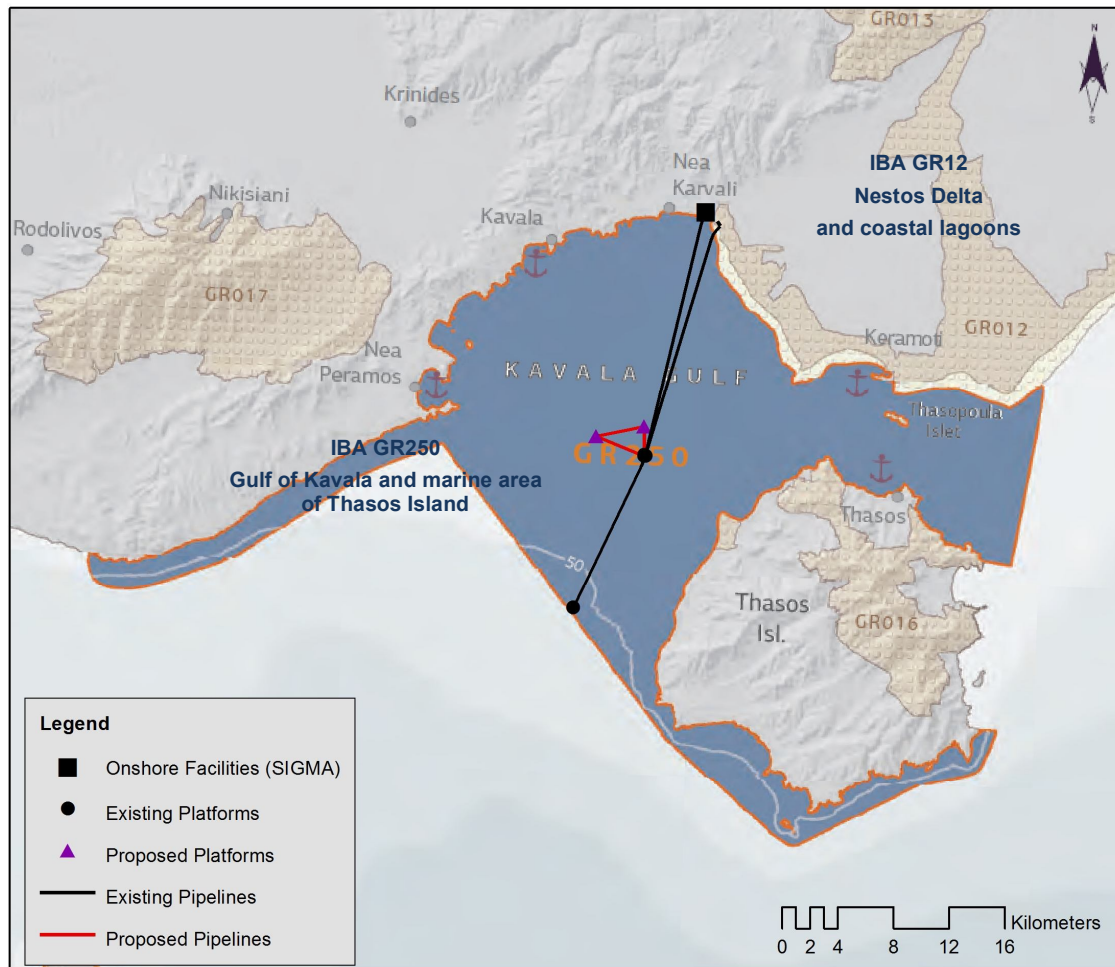 GR013
N
S
Krinides
Nea
Karvali
IBA GR12
Nestos Delta
and coastal lagoons
Nikisiani
Rodolivos
Kavala
GR017
Keramoti
GR012
Nea
Peramos
KAVALA GULF
Thasopoula
Islet
GR250
IBA GR250
Gulf of Kavala and marine area
of Thasos Island
Thasos
50
Thasos
Isl.
GR016
Legend
Onshore Facilities (SIGMA)
Existing Platforms
Proposed Platforms
Existing Pipelines
Proposed Pipelines
Kilometers
0 2 4 8 12 16